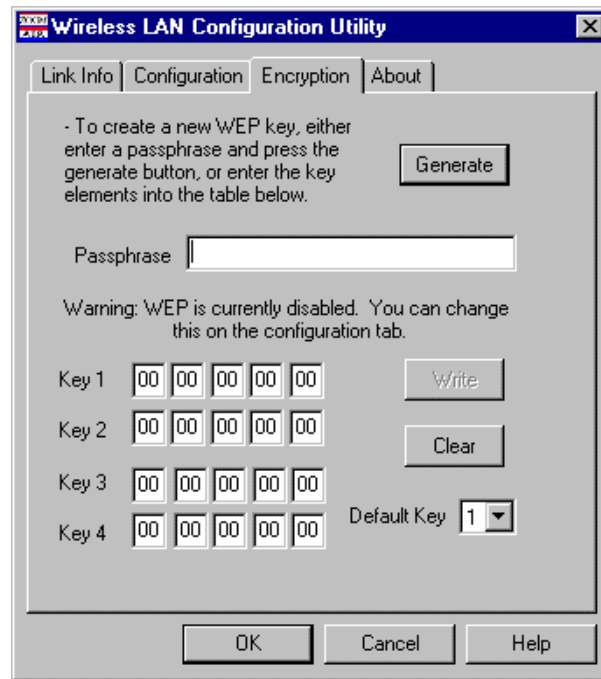 Wireless LAN Configuration Utility
Link Info Configuration Encryption About
- To create a new WEP key, either
enter a passphrase and press the
generate button, or enter the key
elements into the table below.
Generate
Passphrase
Warning: WEP is currently disabled. You can change
this on the configuration tab.
Key 1 00 00 00 00 00
Write
Key 2 00 00 00 00 00
Clear
Key 3 00 00 00 00 00
Default Key 1
Key 4 00 00 00 00 00
OK Cancel Help